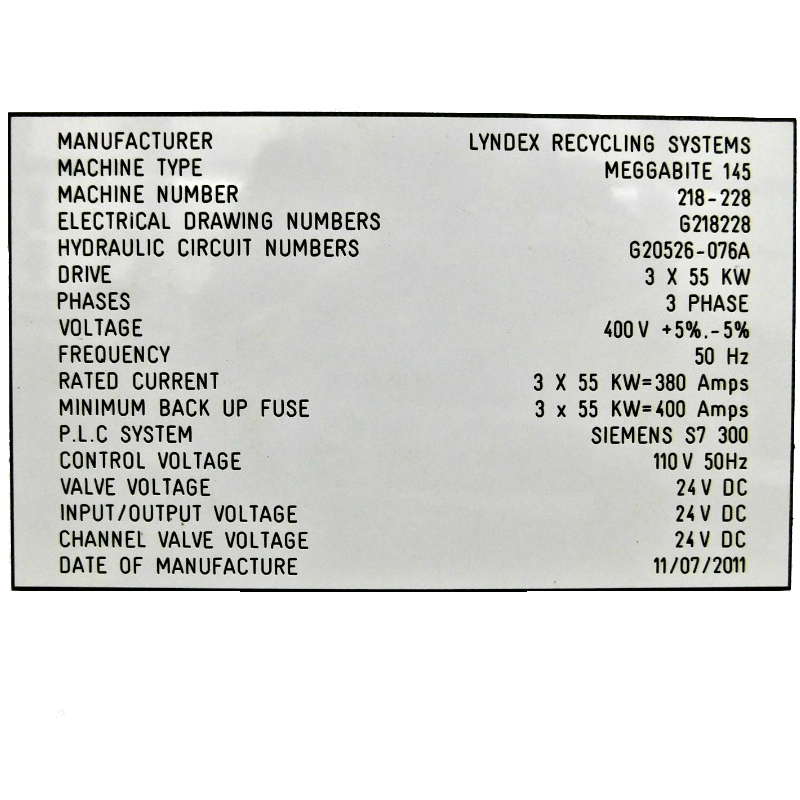 MANUFACTURER LYNDEX RECYCLING SYSTEMS
MACHINE TYPE MEGGABITE 145
MACHINE NUMBER 218-228
ELECTRiCAL DRAWING NUMBERS G218228
HYDRAULIC CIRCUIT NUMBERS G20526-076A
DRIVE 3 X 55 KW
PHASES 3 PHASE
VOLTAGE 400V +5%.-5%
FREQUENCY 50 Hz
RATED CURRENT 3 X 55 KW=380 Amps
MINIMUM BACK UP FUSE 3 x 55 KW=400 Amps
P.L.C SYSTEM SIEMENS S7 300
CONTROL VOLTAGE 110V 50Hz
VALVE VOLTAGE 24V DC
INPUT/OUTPUT VOLTAGE 24V DC
CHANNEL VALVE VOLTAGE 24V DC
DATE OF MANUFACTURE 11/07/2011